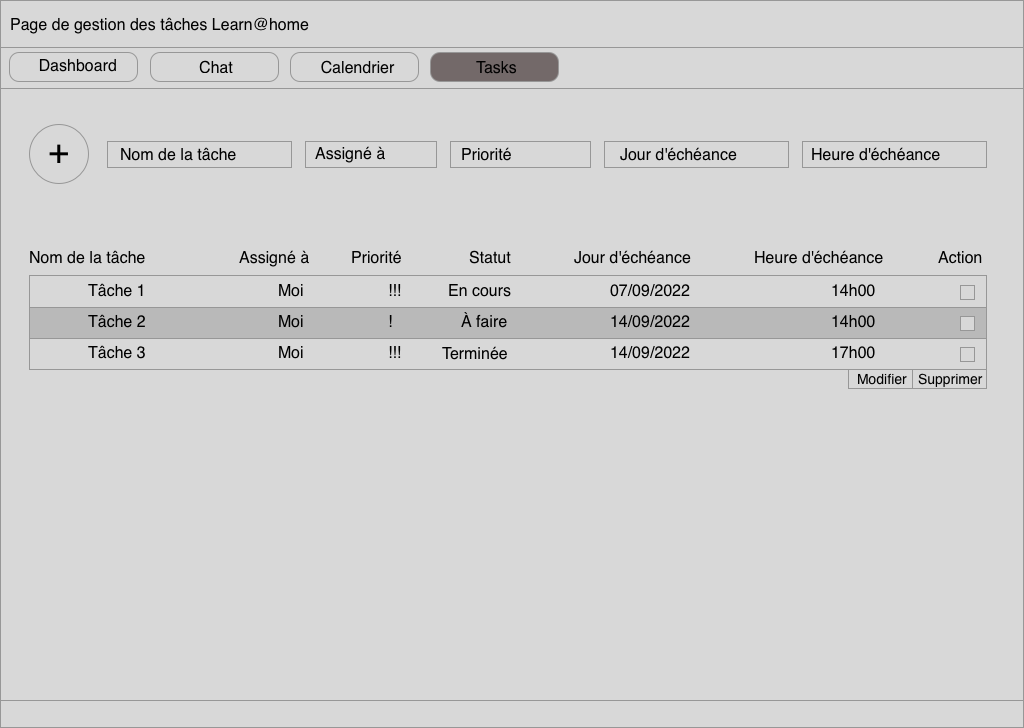 Page de gestion des tâches Learn@home
Dashboard Chat Calendrier Tasks
+ Nom de la tâche Assigné à Priorité Jour d'échéance Heure d'échéance
Nom de la tâche Assigné à Priorité Statut Jour d'échéance Heure d'échéance Action
Tâche 1 Moi !!! En cours 07/09/2022 14h00
Tâche 2 Moi ! À faire 14/09/2022 14h00
Tâche 3 Moi !!! Terminée 14/09/2022 17h00
Modifier Supprimer